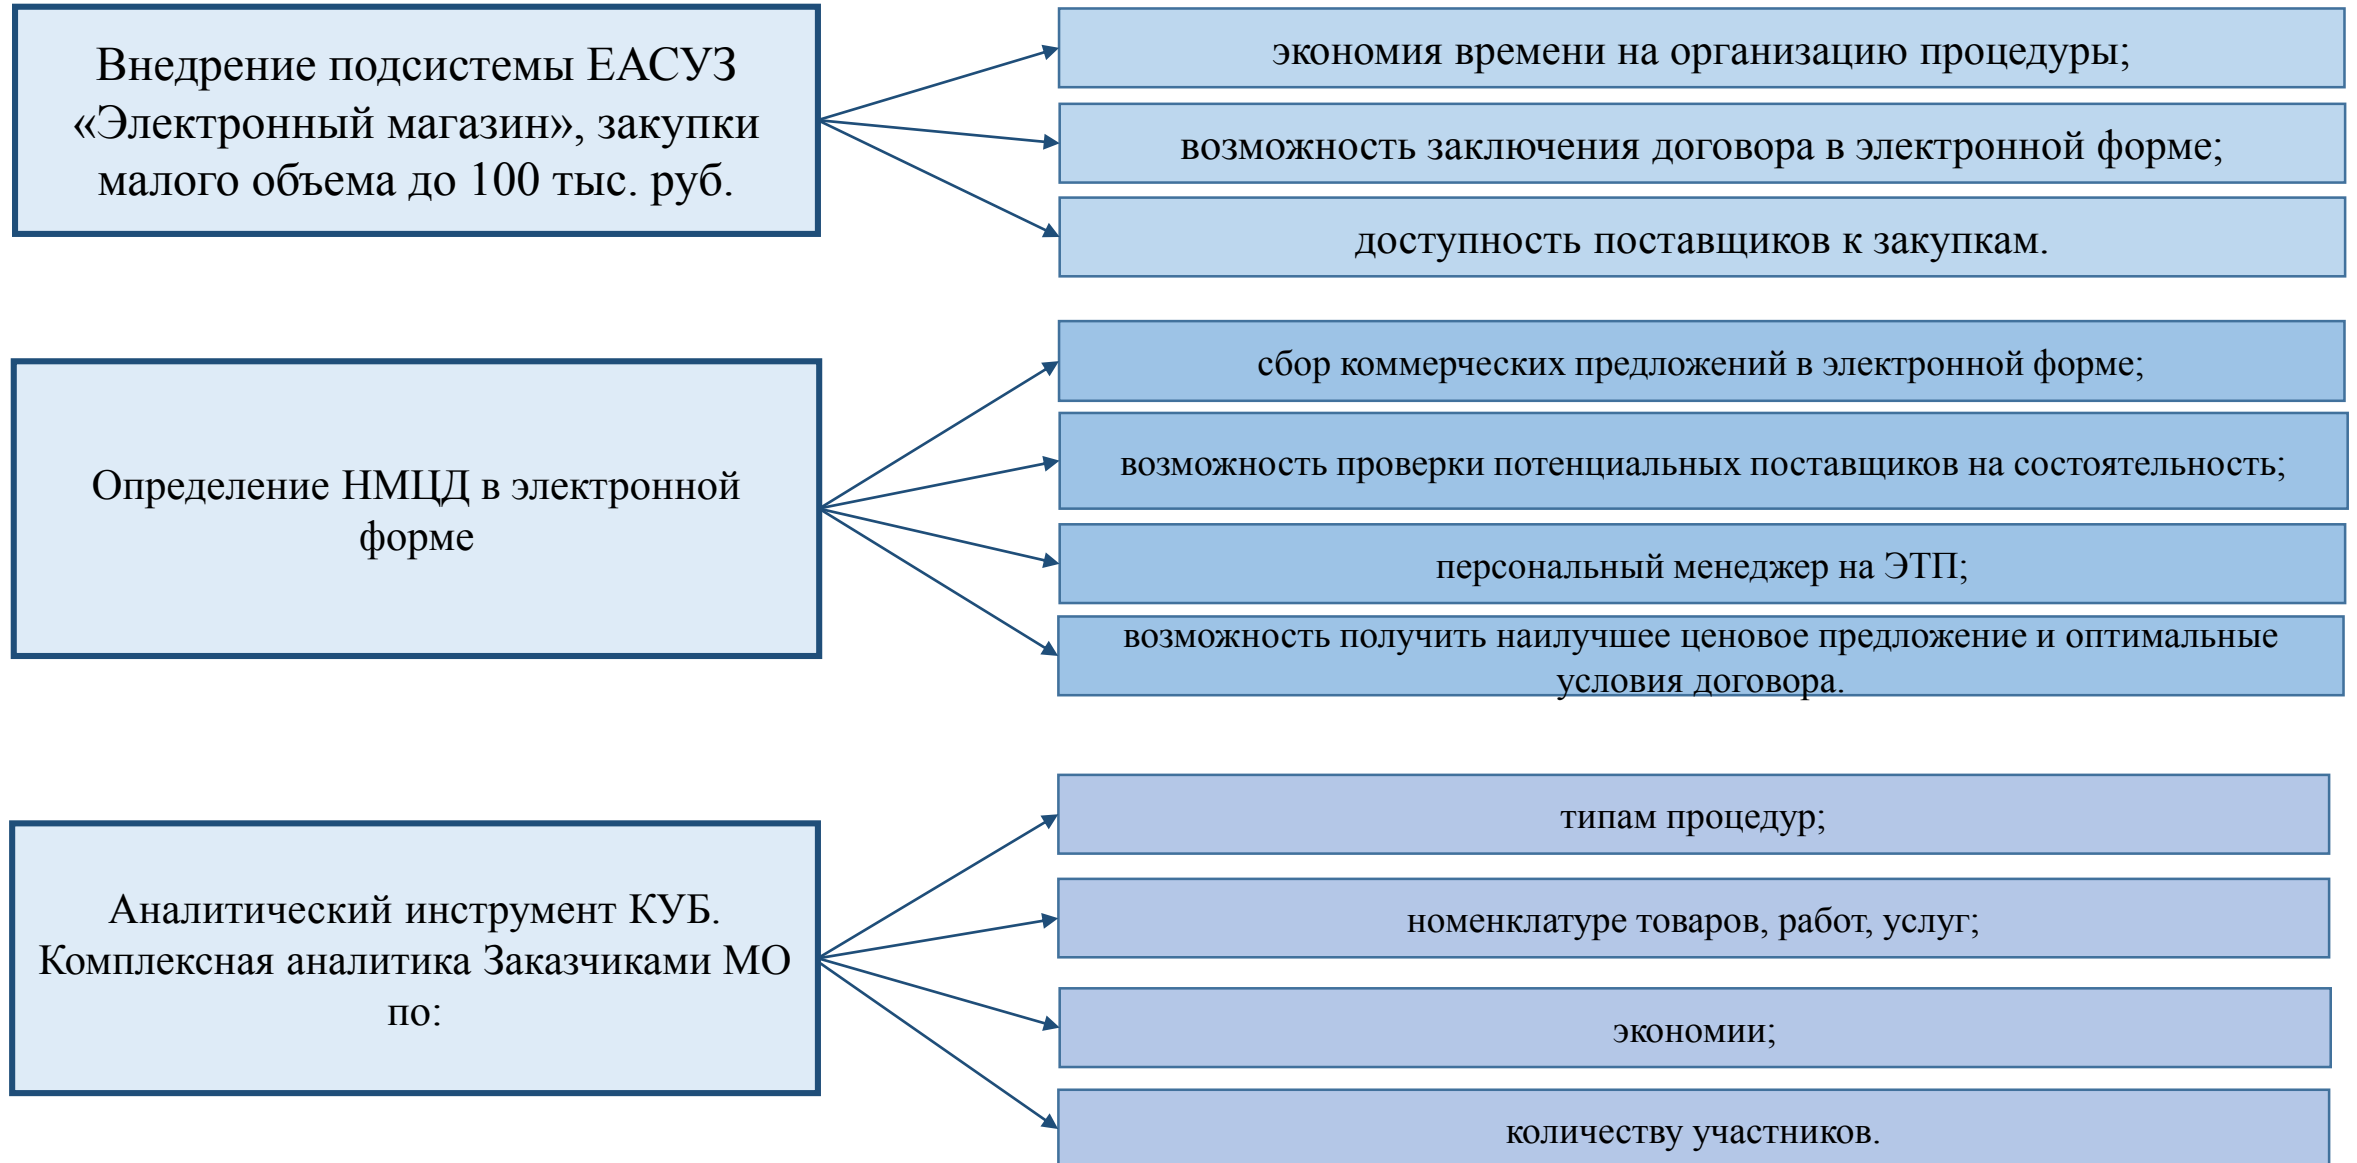 Внедрение подсистемы ЕАСУЗ
«Электронный магазин», закупки
малого объема до 100 тыс. руб.
экономия времени на организацию процедуры;
возможность заключения договора в электронной форме;
доступность поставщиков к закупкам.
Определение НМЦД в электронной
форме
сбор коммерческих предложений в электронной форме;
возможность проверки потенциальных поставщиков на состоятельность;
персональный менеджер на ЭТП;
возможность получить наилучшее ценовое предложение и оптимальные
условия договора.
Аналитический инструмент КУБ.
Комплексная аналитика Заказчиками МО
по:
типам процедур;
номенклатуре товаров, работ, услуг;
экономии;
количеству участников.